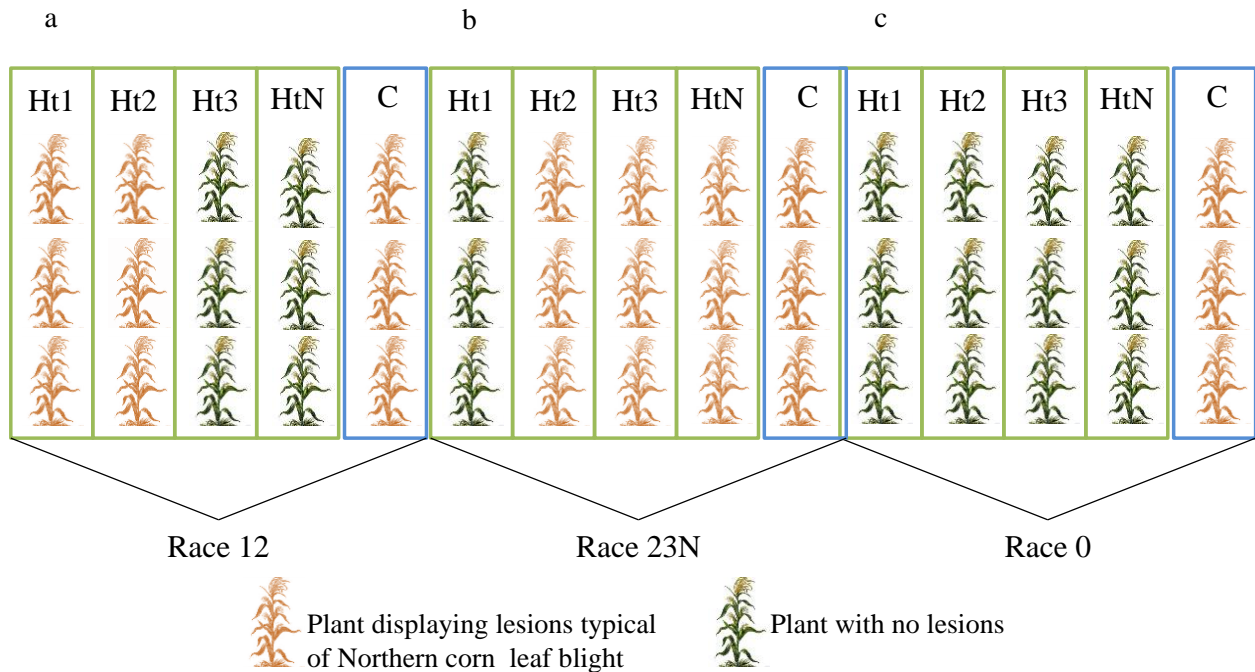 a b c
Ht1 Ht2 Ht3 HtN C Ht1 Ht2 Ht3 HtN C Ht1 Ht2 Ht3 HtN C
Race 12 Race 23N Race 0
Plant displaying lesions typical
of Northern corn leaf blight
Plant with no lesions